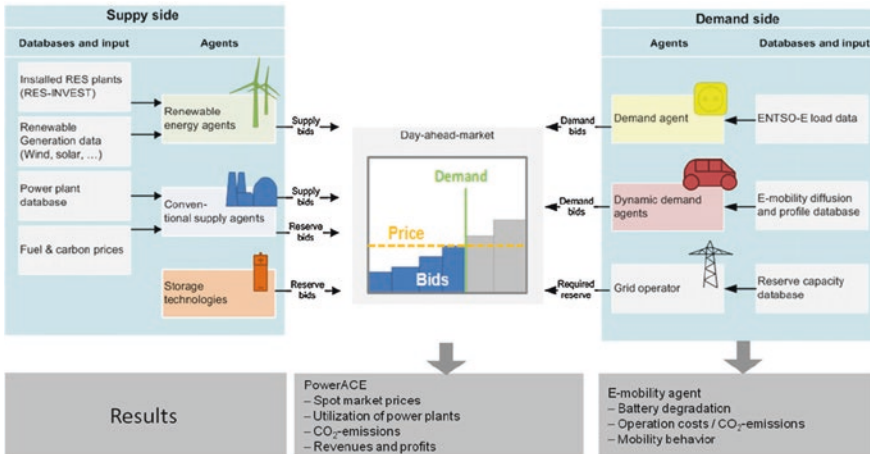 Suppy side
Databases and input
Agents
Installed RES plants
(RES-INVEST)
Renewable
Generation data
(Wind, solar, ...)
Power plant
database
Fuel & carbon prices
Renewable
energy agents
Conven-
tional supply agents
Storage
technologies
Supply
bids
Supply
bids
Reserve
bids
Reserve
bids
Day-ahead-market
Demand
Price
Bids
Demand side
Agents
Databases and input
Demand
bids
Demand agent
ENTSO-E load data
Demand
bids
Dynamic demand
agents
E-mobility diffusion
and profile database
Required
reserve
Grid operator
Reserve capacity
database
Results
PowerACE
– Spot market prices
– Utilization of power plants
– CO₂-emissions
– Revenues and profits
E-mobility agent
– Battery degradation
– Operation costs / CO₂-emissions
– Mobility behavior